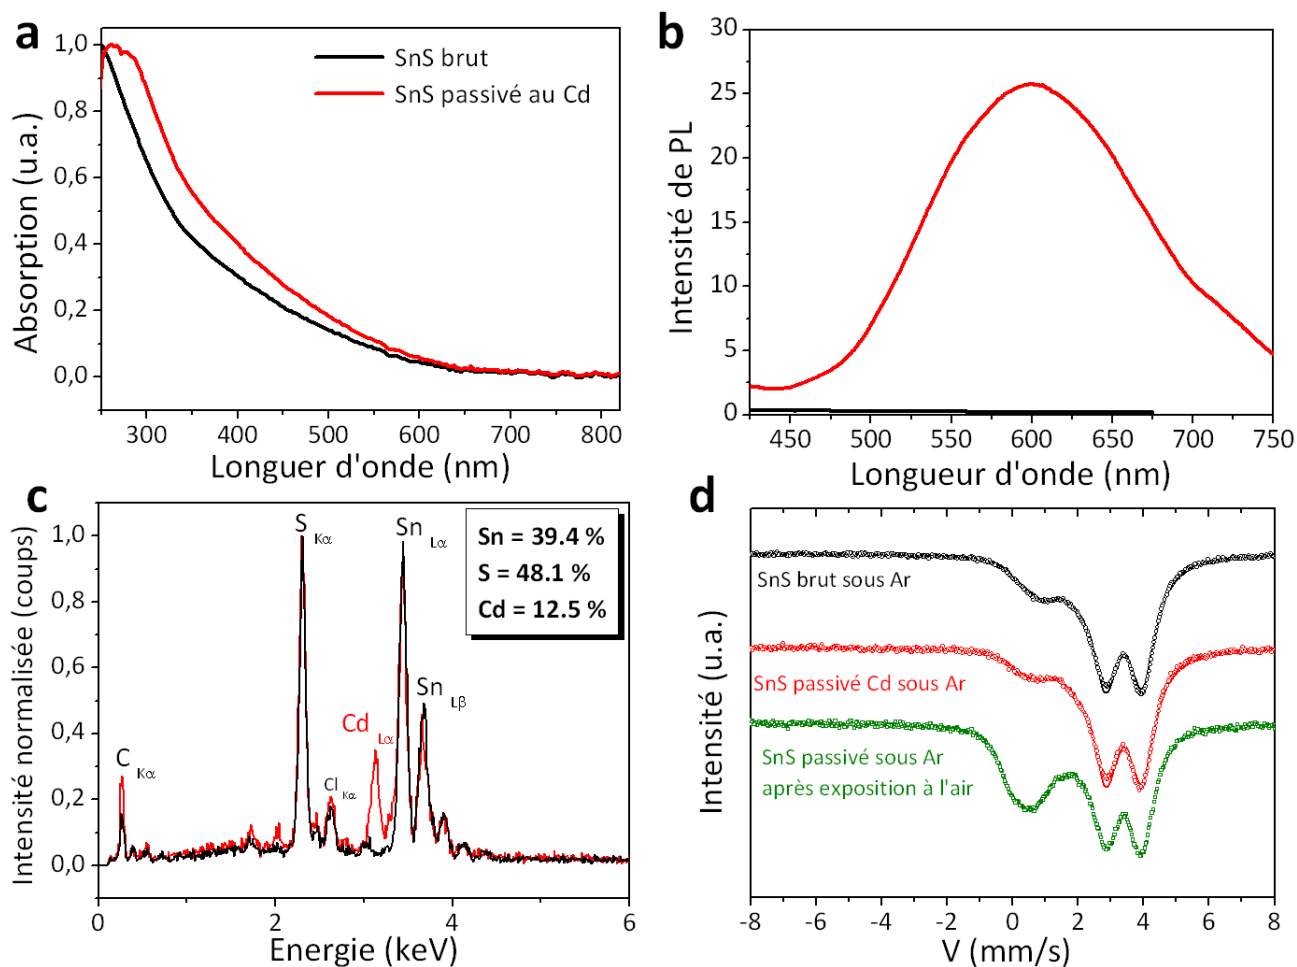 a
1,0
0,8
0,6
0,4
0,2
0,0
Absorption (u.a.)
SnS brut
SnS passivé au Cd
300 400 500 600 700 800
Longuer d'onde (nm)
b
30
25
20
15
10
5
0
Intensité de PL
450 500 550 600 650 700 750
Longueur d'onde (nm)
c
1,0
0,8
0,6
0,4
0,2
0,0
Intensité normalisée (coups)
C Kα
S Kα
Cl Kα
Cd Lα
Sn Lα
Sn Lβ
Sn = 39.4 %
S = 48.1 %
Cd = 12.5 %
0 2 4 6
Energie (keV)
d
Intensité (u.a.)
SnS brut sous Ar
SnS passivé Cd sous Ar
SnS passivé sous Ar
après exposition à l'air
-8 -6 -4 -2 0 2 4 6 8
V (mm/s)